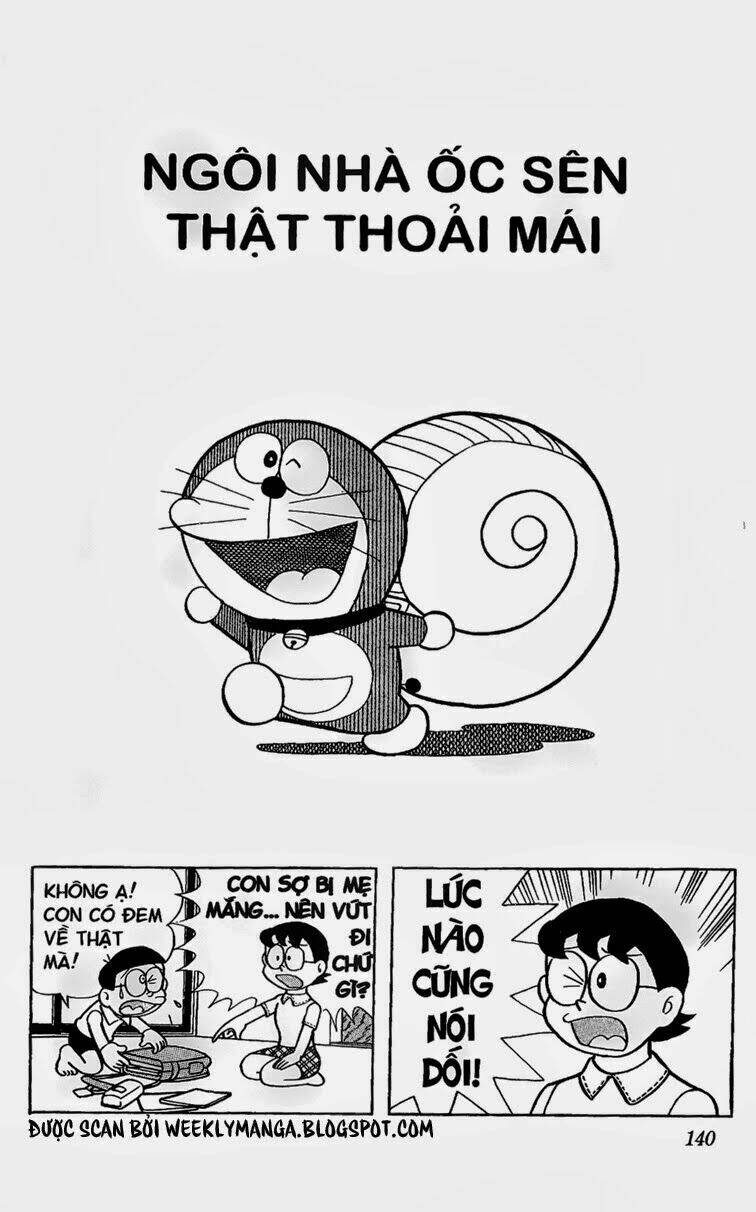 NGÔI NHÀ ỐC SÊN
THẬT THOẢI MÁI
LÚC
NÀO
CŨNG
NÓI
DỐI!
CON SỢ BỊ MẸ
MẮNG... NÊN VỨT
ĐI
CHỨ
GÌ?
KHÔNG Ạ!
CON CÓ ĐEM
VỀ THẬT
MÀ!
ĐƯỢC SCAN BỞI WEEKLYMANGA.BLOGSPOT.COM
140